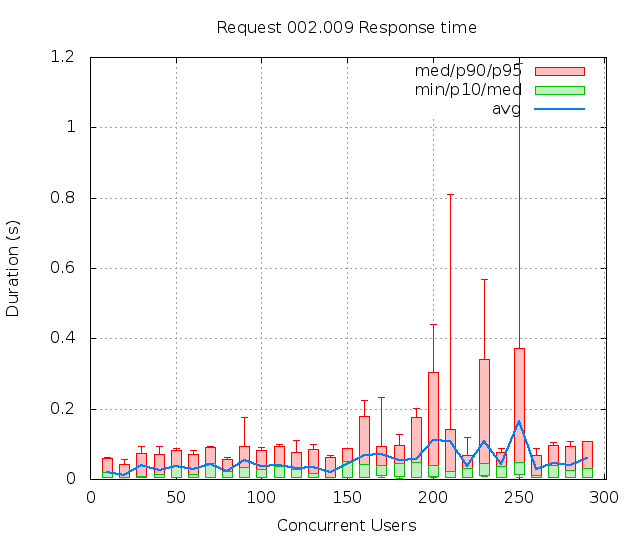 Request 002.009 Response time
1.2
1
0.8
0.6
0.4
0.2
0
Duration (s)
med/p90/p95
min/p10/med
avg
0 50 100 150 200 250 300
Concurrent Users